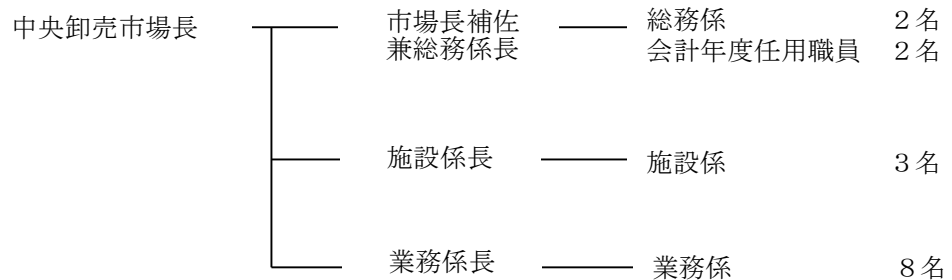 中央卸売市場長 市場長補佐 総務係 ２名
兼総務係長 会計年度任用職員 ２名
施設係長 施設係 ３名
業務係長 業務係 ８名